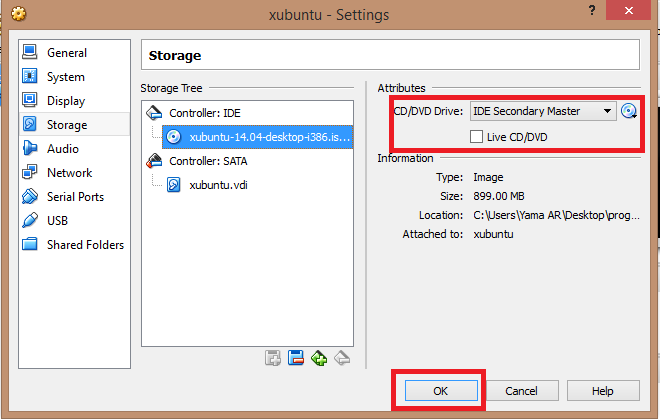 xubuntu - Settings
?
General
System
Display
Storage
Audio
Network
Serial Ports
USB
Shared Folders
Storage
Storage Tree
Controller: IDE
xubuntu-14.04-desktop-i386.is...
Controller: SATA
xubuntu.vdi
Attributes
CD/DVD Drive: IDE Secondary Master
Live CD/DVD
Information
Type: Image
Size: 899.00 MB
Location: C:\Users\Yama AR\Desktop\prog...
Attached to: xubuntu
OK Cancel Help